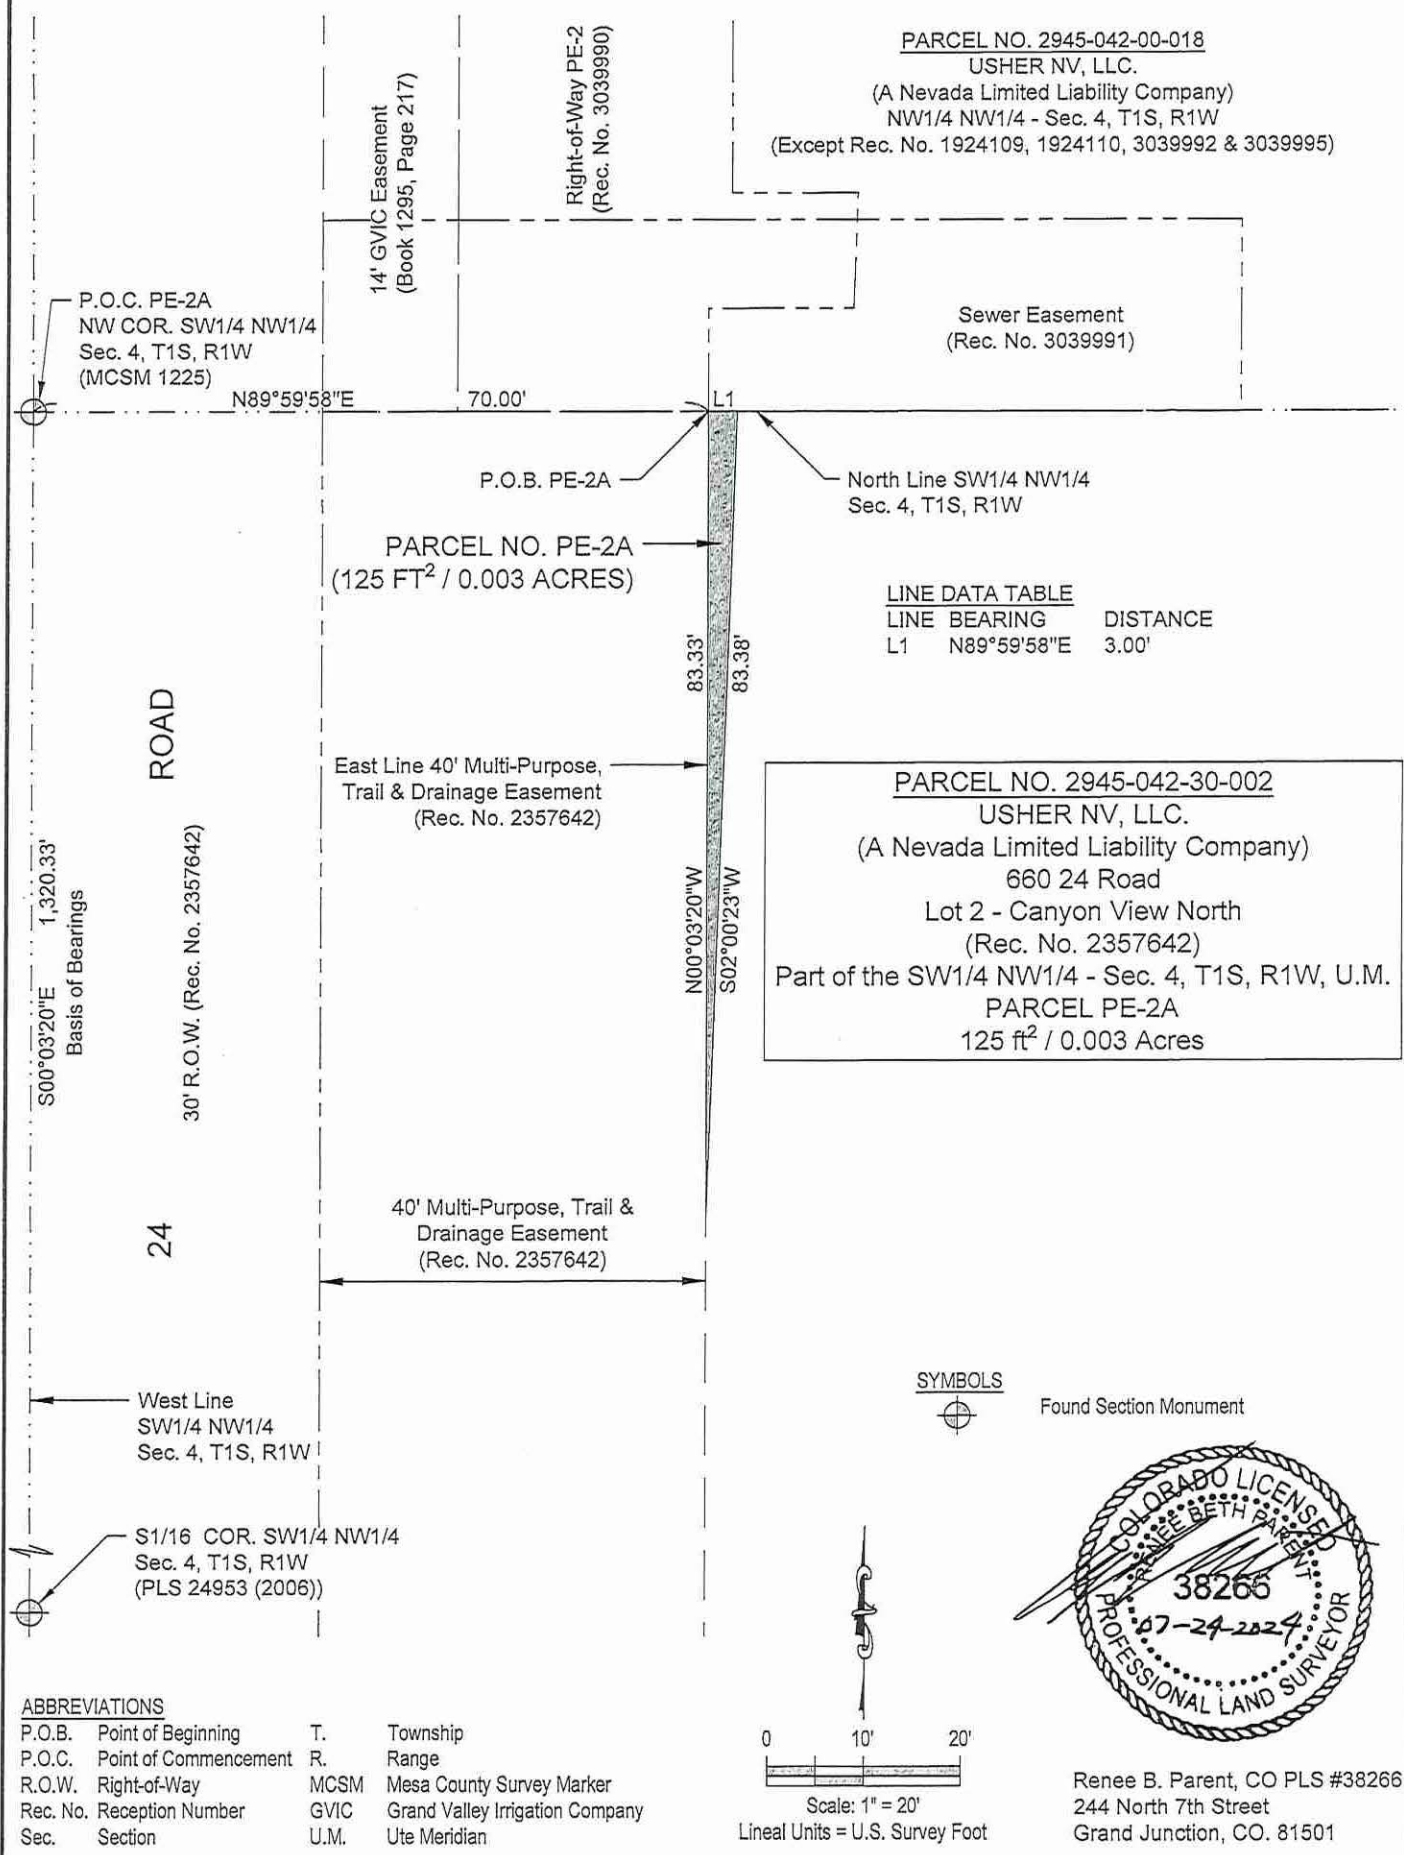 PARCEL NO. 2945-042-00-018
USHER NV, LLC.
(A Nevada Limited Liability Company)
NW1/4 NW1/4 - Sec. 4, T1S, R1W
(Except Rec. No. 1924109, 1924110, 3039992 & 3039995)
14' GVIC Easement
(Book 1295, Page 217)
Right-of-Way PE-2
(Rec. No. 3039990)
P.O.C. PE-2A
NW COR. SW1/4 NW1/4
Sec. 4, T1S, R1W
(MCSM 1225)
Sewer Easement
(Rec. No. 3039991)
N89°59'58"E 70.00' L1
P.O.B. PE-2A
North Line SW1/4 NW1/4
Sec. 4, T1S, R1W
PARCEL NO. PE-2A
(125 FT² / 0.003 ACRES)
LINE DATA TABLE
LINE BEARING DISTANCE
L1 N89°59'58"E 3.00'
N00°03'20"W 83.33'
S02°00'23"W 83.38'
East Line 40' Multi-Purpose,
Trail & Drainage Easement
(Rec. No. 2357642)
24 ROAD
30' R.O.W. (Rec. No. 2357642)
S00°03'20"E 1,320.33'
Basis of Bearings
PARCEL NO. 2945-042-30-002
USHER NV, LLC.
(A Nevada Limited Liability Company)
660 24 Road
Lot 2 - Canyon View North
(Rec. No. 2357642)
Part of the SW1/4 NW1/4 - Sec. 4, T1S, R1W, U.M.
PARCEL PE-2A
125 ft² / 0.003 Acres
40' Multi-Purpose, Trail &
Drainage Easement
(Rec. No. 2357642)
West Line
SW1/4 NW1/4
Sec. 4, T1S, R1W
S1/16 COR. SW1/4 NW1/4
Sec. 4, T1S, R1W
(PLS 24953 (2006))
SYMBOLS
Found Section Monument
COLORADO LICENSED
RENEE BETH PARENT
38266
07-24-2024
PROFESSIONAL LAND SURVEYOR
ABBREVIATIONS
P.O.B. Point of Beginning T. Township
P.O.C. Point of Commencement R. Range
R.O.W. Right-of-Way MCSM Mesa County Survey Marker
Rec. No. Reception Number GVIC Grand Valley Irrigation Company
Sec. Section U.M. Ute Meridian
0 10' 20'
Scale: 1" = 20'
Lineal Units = U.S. Survey Foot
Renee B. Parent, CO PLS #38266
244 North 7th Street
Grand Junction, CO. 81501